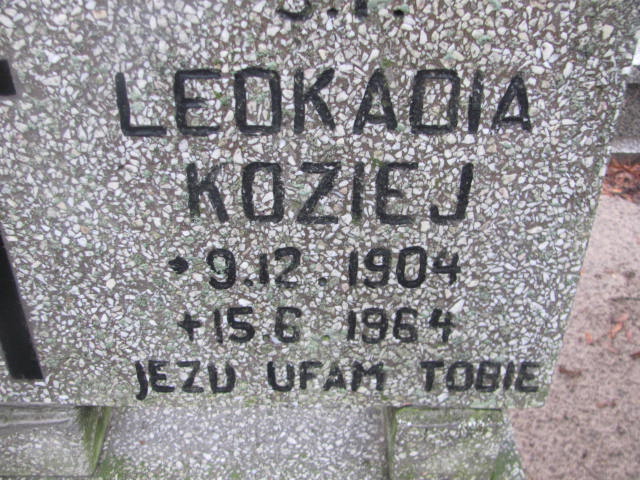 Ś.P.
LEOKADIA
KOZIEJ
*9.12.1904
+15.6.1964
JEZU UFAM TOBIE